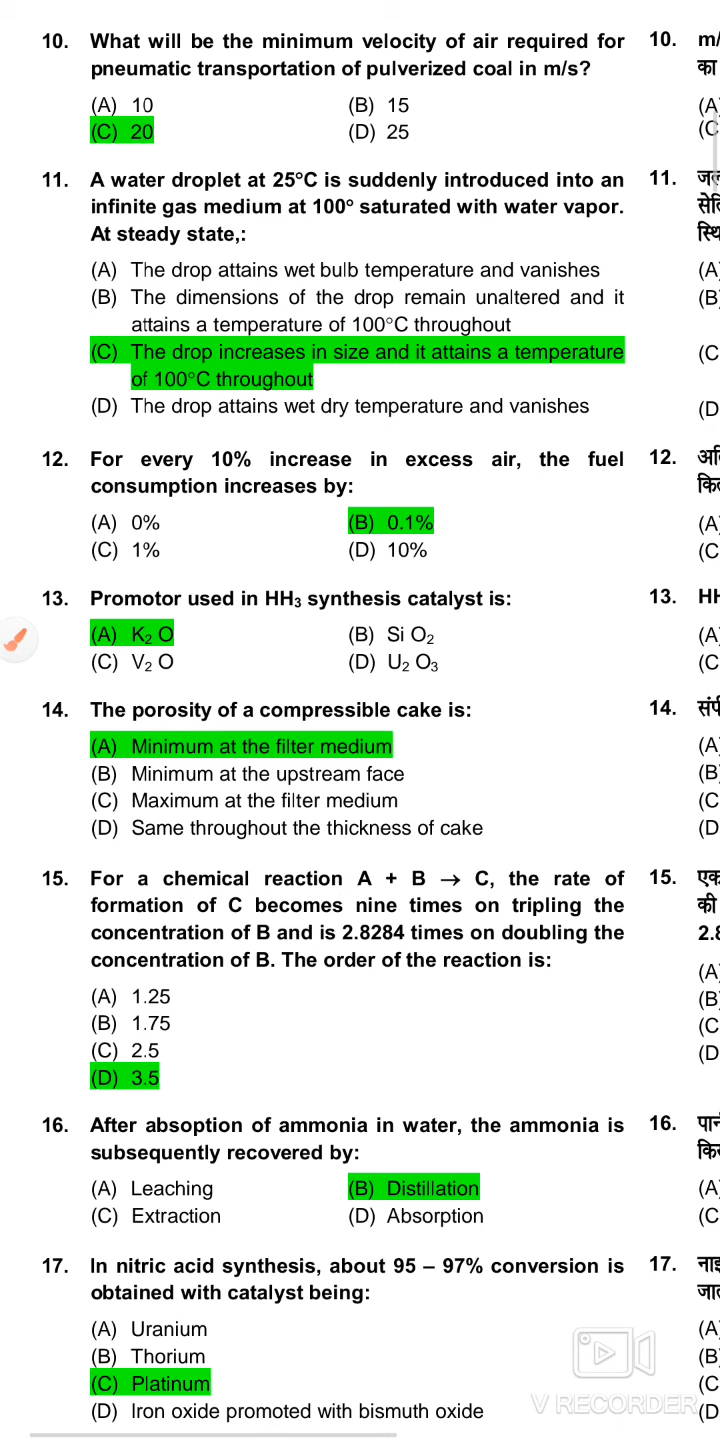 10. What will be the minimum velocity of air required for
pneumatic transportation of pulverized coal in m/s?
(A) 10 (B) 15
(C) 20 (D) 25
11. A water droplet at 25°C is suddenly introduced into an
infinite gas medium at 100° saturated with water vapor.
At steady state,:
(A) The drop attains wet bulb temperature and vanishes
(B) The dimensions of the drop remain unaltered and it
attains a temperature of 100°C throughout
(C) The drop increases in size and it attains a temperature
of 100°C throughout
(D) The drop attains wet dry temperature and vanishes
12. For every 10% increase in excess air, the fuel
consumption increases by:
(A) 0% (B) 0.1%
(C) 1% (D) 10%
13. Promotor used in HH₃ synthesis catalyst is:
(A) K₂ O (B) Si O₂
(C) V₂ O (D) U₂ O₃
14. The porosity of a compressible cake is:
(A) Minimum at the filter medium
(B) Minimum at the upstream face
(C) Maximum at the filter medium
(D) Same throughout the thickness of cake
15. For a chemical reaction A + B → C, the rate of
formation of C becomes nine times on tripling the
concentration of B and is 2.8284 times on doubling the
concentration of B. The order of the reaction is:
(A) 1.25
(B) 1.75
(C) 2.5
(D) 3.5
16. After absoption of ammonia in water, the ammonia is
subsequently recovered by:
(A) Leaching (B) Distillation
(C) Extraction (D) Absorption
17. In nitric acid synthesis, about 95 – 97% conversion is
obtained with catalyst being:
(A) Uranium
(B) Thorium
(C) Platinum
(D) Iron oxide promoted with bismuth oxide
V RECORDER
10. m/
का
(A
(C
11.
(A
(B
(C
(D
12.
(A
(C
13. HH
(A
(C
14.
(A
(B
(C
(D
15. एक
की
2.8
(A
(B
(C
(D
16.
(A
(C
17.
(A
(B
(C
(D